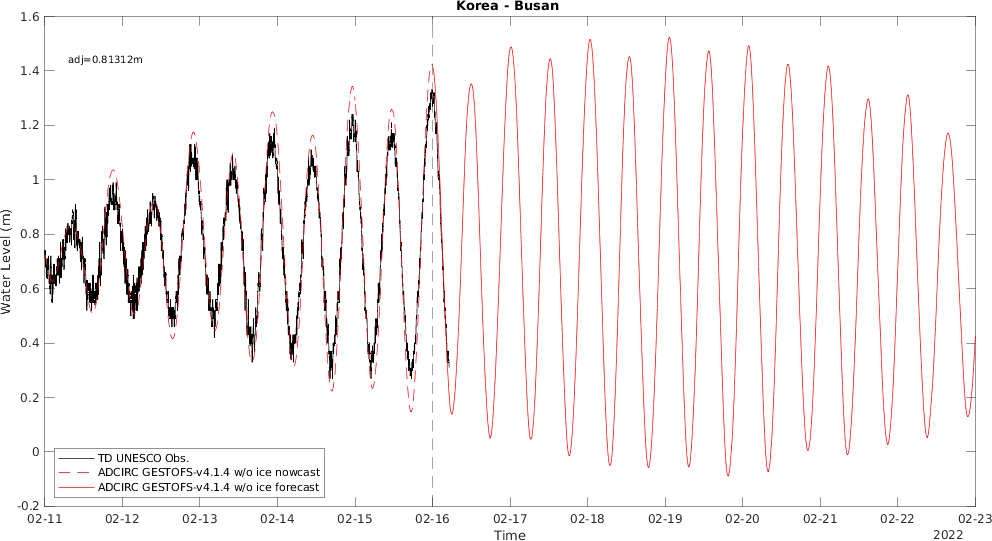 Korea - Busan
adj=0.81312m
1.6
1.4
1.2
1
0.8
0.6
0.4
0.2
0
-0.2
Water Level (m)
TD UNESCO Obs.
ADCIRC GESTOFS-v4.1.4 w/o ice nowcast
ADCIRC GESTOFS-v4.1.4 w/o ice forecast
02-11 02-12 02-13 02-14 02-15 02-16 02-17 02-18 02-19 02-20 02-21 02-22 02-23
Time
2022